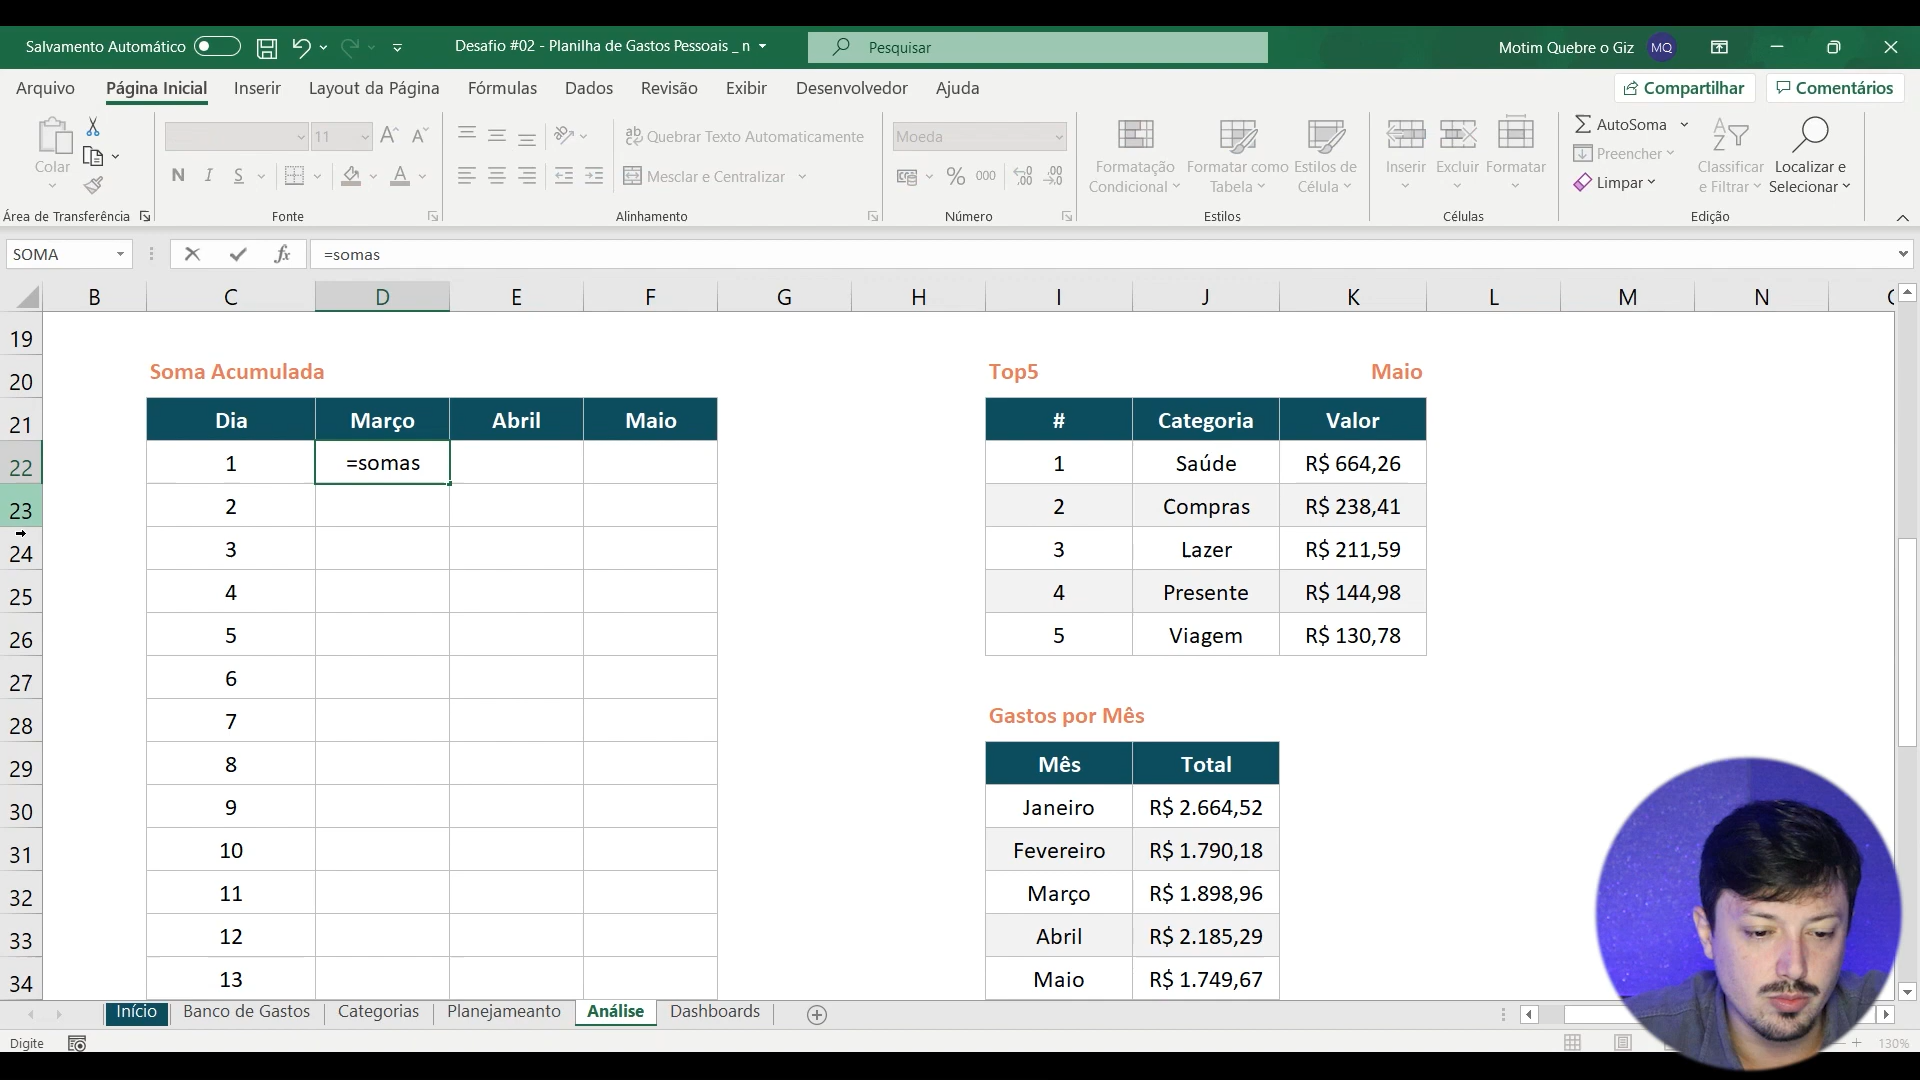 Salvamento Automático
Desafio #02 - Planilha de Gastos Pessoais _ n
Pesquisar
Motim Quebre o Giz
MQ
Arquivo Página Inicial Inserir Layout da Página Fórmulas Dados Revisão Exibir Desenvolvedor Ajuda
Compartilhar
Comentários
Colar
11
N I S
Quebrar Texto Automaticamente
Mesclar e Centralizar
Moeda
% 000
Formatação Condicional
Formatar como Tabela
Estilos de Célula
Inserir
Excluir
Formatar
AutoSoma
Preencher
Limpar
Classificar e Filtrar
Localizar e Selecionar
Área de Transferência Fonte Alinhamento Número Estilos Células Edição
SOMA
fx
=somas
B C D E F G H I J K L M N
19
20 Soma Acumulada Top5 Maio
21 Dia Março Abril Maio # Categoria Valor
22 1 =somas 1 Saúde R$ 664,26
23 2 2 Compras R$ 238,41
24 3 3 Lazer R$ 211,59
25 4 4 Presente R$ 144,98
26 5 5 Viagem R$ 130,78
27 6
28 7 Gastos por Mês
29 8 Mês Total
30 9 Janeiro R$ 2.664,52
31 10 Fevereiro R$ 1.790,18
32 11 Março R$ 1.898,96
33 12 Abril R$ 2.185,29
34 13 Maio R$ 1.749,67
Início Banco de Gastos Categorias Planejameanto Análise Dashboards
Digite
130%